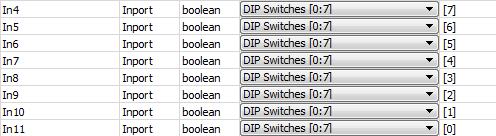 In4 Inport boolean DIP Switches [0:7] [7]
In5 Inport boolean DIP Switches [0:7] [6]
In6 Inport boolean DIP Switches [0:7] [5]
In7 Inport boolean DIP Switches [0:7] [4]
In8 Inport boolean DIP Switches [0:7] [3]
In9 Inport boolean DIP Switches [0:7] [2]
In10 Inport boolean DIP Switches [0:7] [1]
In11 Inport boolean DIP Switches [0:7] [0]